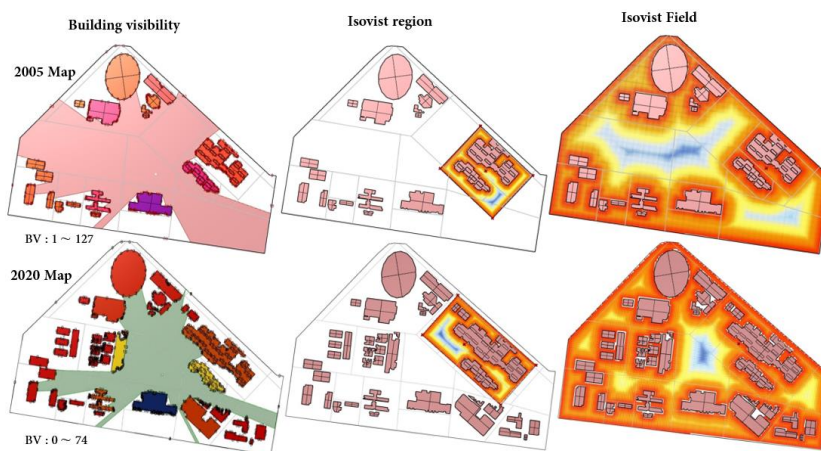 Building visibility
Isovist region
Isovist Field
2005 Map
BV : 1 ~ 127
2020 Map
BV : 0 ~ 74